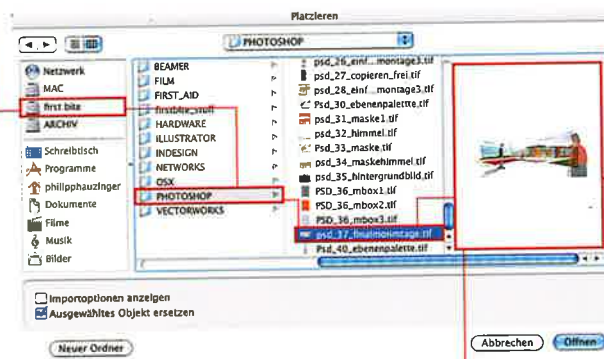 Platzieren
PHOTOSHOP
Netzwerk
MAC
first bite
ARCHIV
Schreibtisch
Programme
philipphauzinger
Dokumente
Filme
Musik
Bilder
BEAMER
FILM
FIRST_AID
firstbite_stuff
HARDWARE
ILLUSTRATOR
INDESIGN
NETWORKS
OSX
PHOTOSHOP
VECTORWORKS
psd_26_einf...montage3.tif
psd_27_copieren_frei.tif
psd_28_einf...montage3.tif
Psd_30_ebenenpalette.tif
psd_31_maske1.tif
psd_32_himmel.tif
psd_33_maske.tif
psd_34_maskehimmel.tif
psd_35_hintergrundbild.tif
PSD_36_mbox1.tif
PSD_36_mbox2.tif
PSD_36_mbox3.tif
psd_37_finalmontage.tif
Psd_40_ebenenpalette.tif
Importoptionen anzeigen
Ausgewähltes Objekt ersetzen
Neuer Ordner
Abbrechen
Öffnen